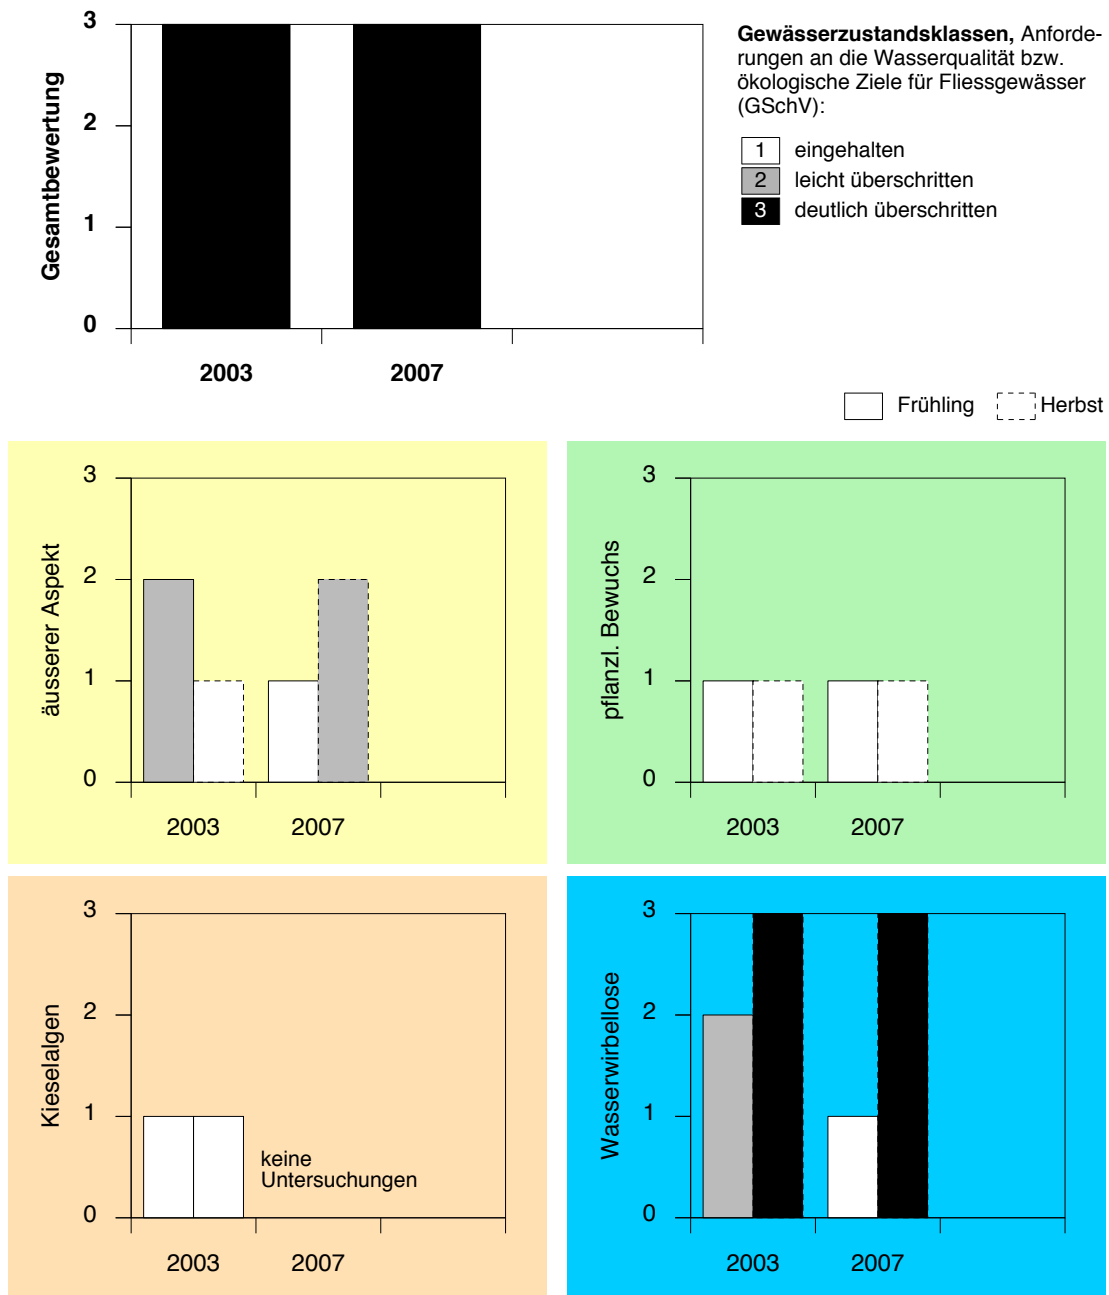 Gewässerzustandsklassen, Anforde-
rungen an die Wasserqualität bzw.
ökologische Ziele für Fliessgewässer
(GSchV):
1 eingehalten
2 leicht überschritten
3 deutlich überschritten
Gesamtbewertung
3
2
1
0
2003 2007
Frühling Herbst
äusserer Aspekt
3
2
1
0
2003 2007
pflanzl. Bewuchs
3
2
1
0
2003 2007
Kieselalgen
3
2
1
0
keine
Untersuchungen
2003 2007
Wasserwirbellose
3
2
1
0
2003 2007